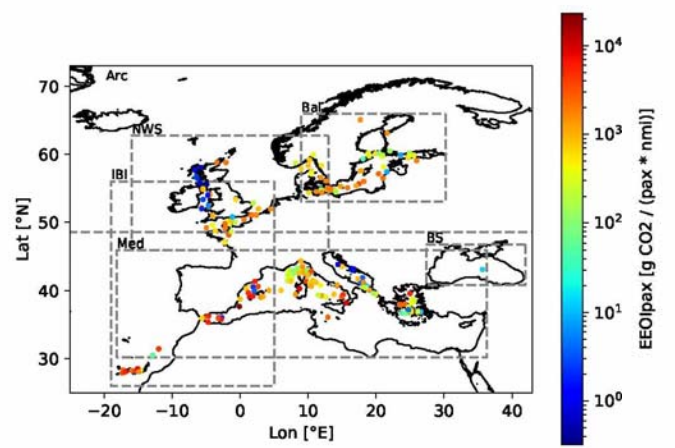 Arc
Bal
NWS
IBI
Med
BS
70
60
50
40
30
Lat [°N]
−20 −10 0 10 20 30 40
Lon [°E]
10⁴
10³
10²
10¹
10⁰
EEOIpax [g CO2 / (pax * nmi)]